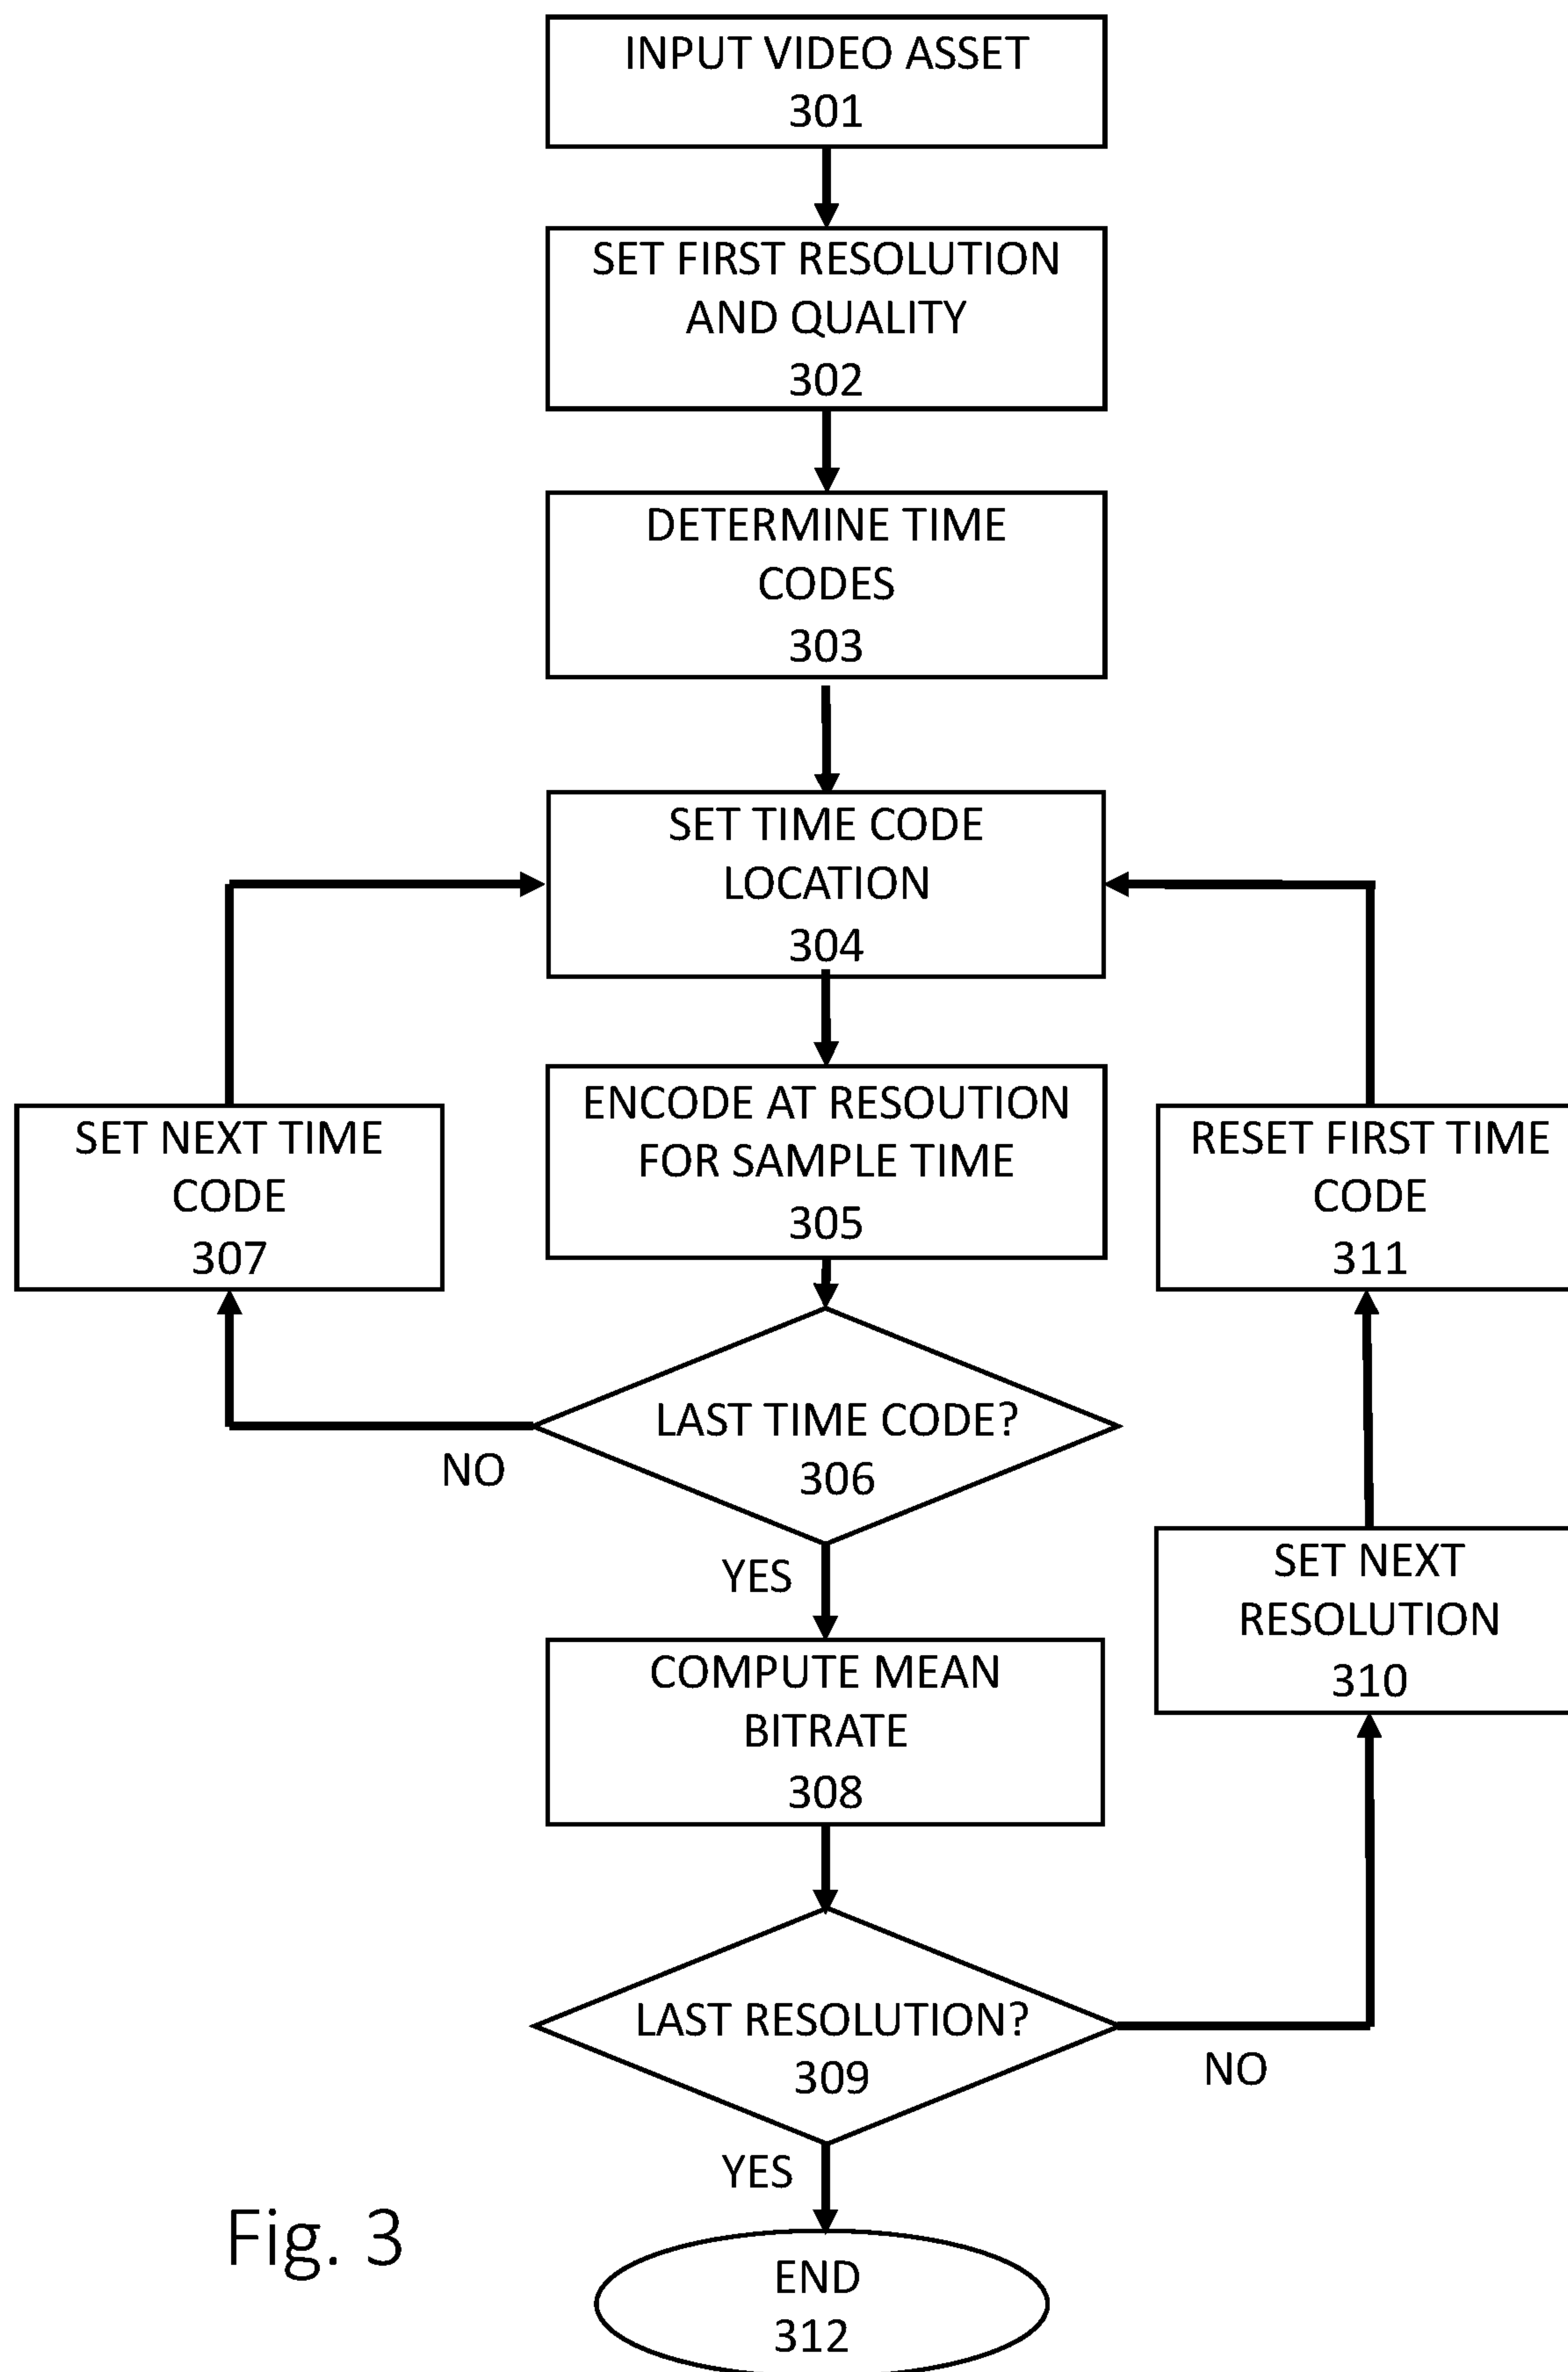 INPUT VIDEO ASSET
301
SET FIRST RESOLUTION
AND QUALITY
302
DETERMINE TIME
CODES
303
SET TIME CODE
LOCATION
304
ENCODE AT RESOUTION
FOR SAMPLE TIME
305
SET NEXT TIME
CODE
307
RESET FIRST TIME
CODE
311
LAST TIME CODE?
306
NO
YES
SET NEXT
RESOLUTION
310
COMPUTE MEAN
BITRATE
308
LAST RESOLUTION?
309
NO
YES
END
312
Fig. 3